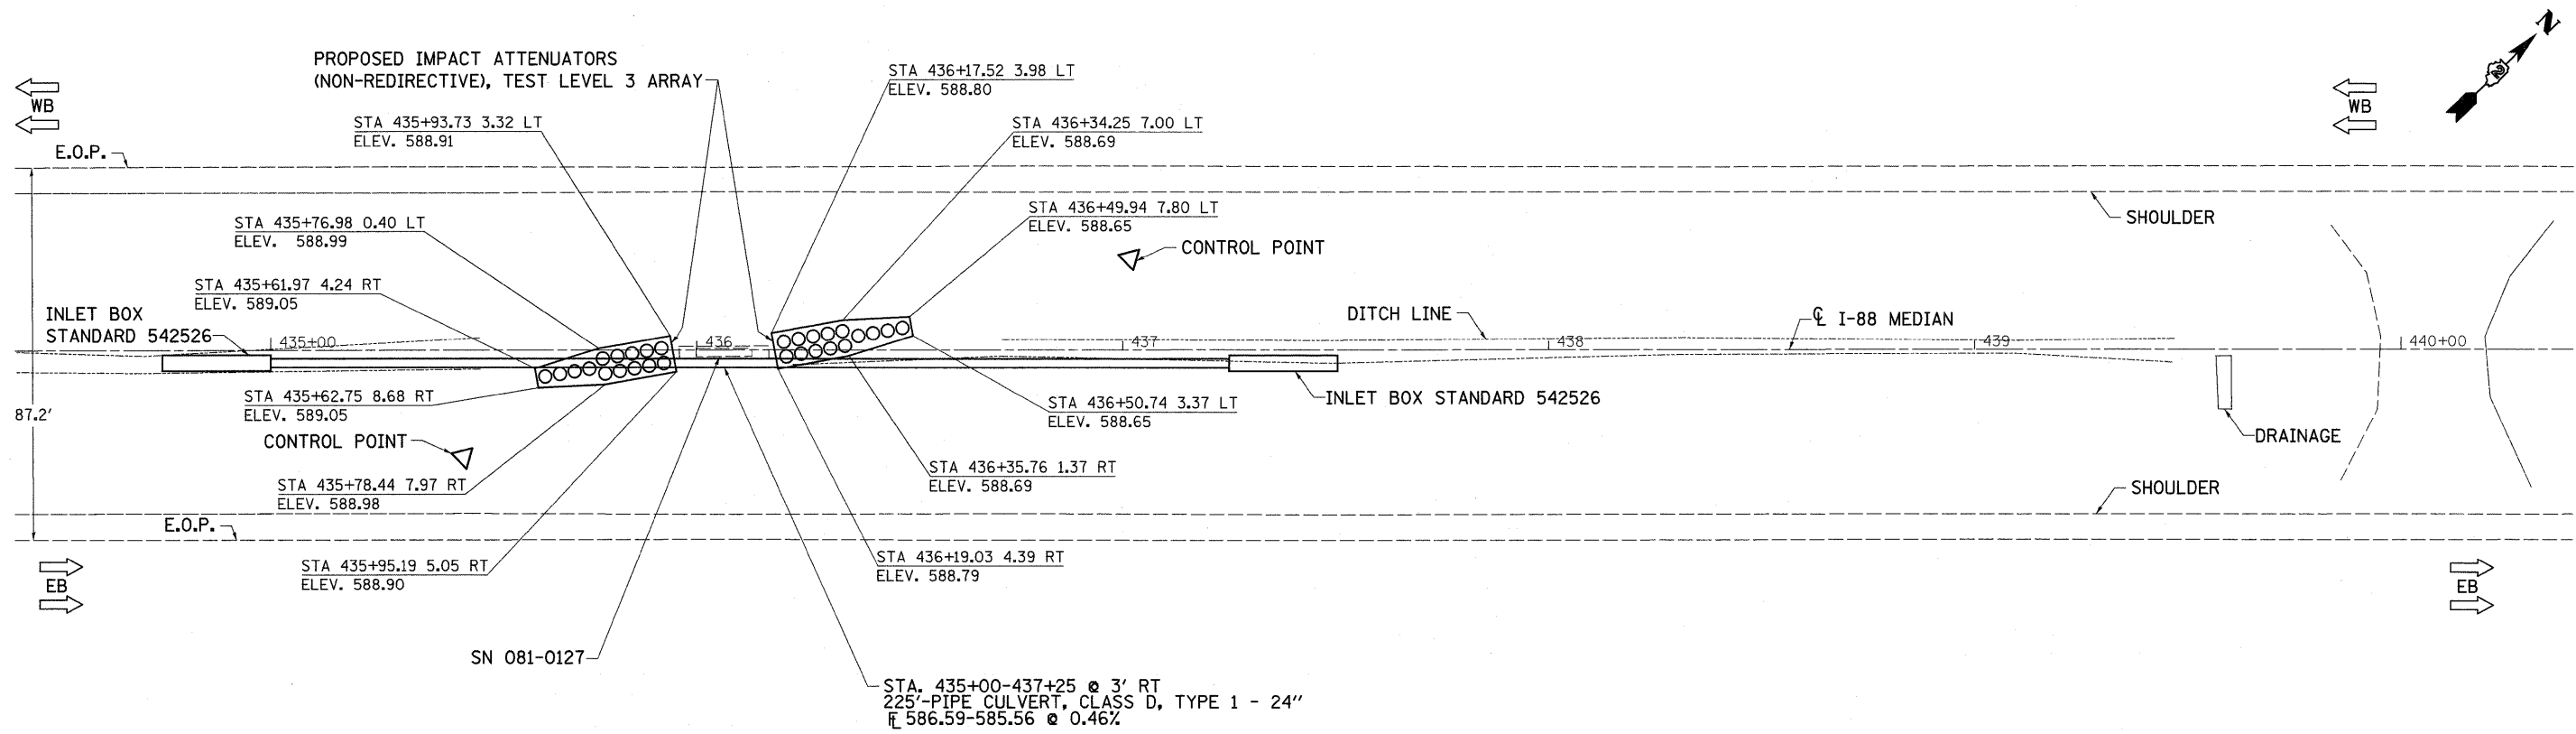 N
2
PROPOSED IMPACT ATTENUATORS
(NON-REDIRECTIVE), TEST LEVEL 3 ARRAY
STA 436+17.52 3.98 LT
ELEV. 588.80
WB
WB
STA 435+93.73 3.32 LT
ELEV. 588.91
STA 436+34.25 7.00 LT
ELEV. 588.69
E.O.P.
STA 435+76.98 0.40 LT
ELEV. 588.99
STA 436+49.94 7.80 LT
ELEV. 588.65
SHOULDER
CONTROL POINT
STA 435+61.97 4.24 RT
ELEV. 589.05
INLET BOX
STANDARD 542526
DITCH LINE
℄ I-88 MEDIAN
435+00
436
437
438
439
440+00
STA 435+62.75 8.68 RT
ELEV. 589.05
87.2'
STA 436+50.74 3.37 LT
ELEV. 588.65
INLET BOX STANDARD 542526
DRAINAGE
CONTROL POINT
STA 436+35.76 1.37 RT
ELEV. 588.69
STA 435+78.44 7.97 RT
ELEV. 588.98
SHOULDER
E.O.P.
STA 435+95.19 5.05 RT
ELEV. 588.90
STA 436+19.03 4.39 RT
ELEV. 588.79
EB
EB
SN 081-0127
STA. 435+00-437+25 @ 3' RT
225'-PIPE CULVERT, CLASS D, TYPE 1 - 24"
FL 586.59-585.56 @ 0.46%